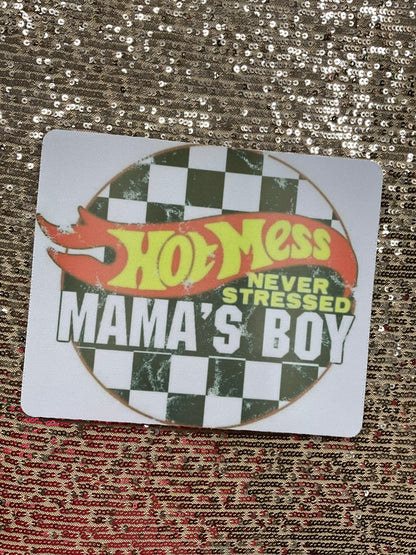 Hot Mess
NEVER
STRESSED
MAMA'S BOY